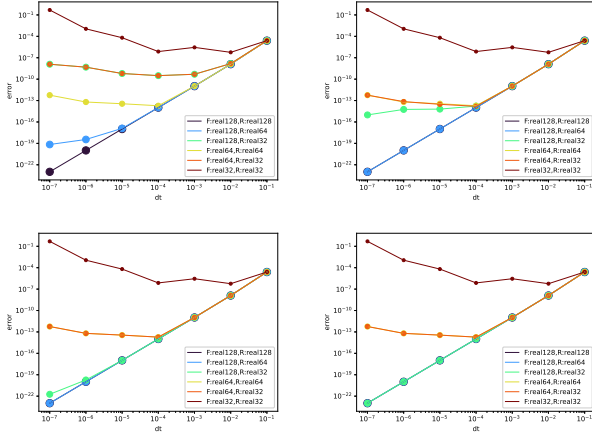 10⁻¹
10⁻⁴
10⁻⁷
10⁻¹⁰
10⁻¹³
10⁻¹⁶
10⁻¹⁹
10⁻²²
error
10⁻⁷ 10⁻⁶ 10⁻⁵ 10⁻⁴ 10⁻³ 10⁻² 10⁻¹
dt
F:real128,R:real128
F:real128,R:real64
F:real128,R:real32
F:real64,R:real64
F:real64,R:real32
F:real32,R:real32
10⁻¹
10⁻⁴
10⁻⁷
10⁻¹⁰
10⁻¹³
10⁻¹⁶
10⁻¹⁹
10⁻²²
error
10⁻⁷ 10⁻⁶ 10⁻⁵ 10⁻⁴ 10⁻³ 10⁻² 10⁻¹
dt
F:real128,R:real128
F:real128,R:real64
F:real128,R:real32
F:real64,R:real64
F:real64,R:real32
F:real32,R:real32
10⁻¹
10⁻⁴
10⁻⁷
10⁻¹⁰
10⁻¹³
10⁻¹⁶
10⁻¹⁹
10⁻²²
error
10⁻⁷ 10⁻⁶ 10⁻⁵ 10⁻⁴ 10⁻³ 10⁻² 10⁻¹
dt
F:real128,R:real128
F:real128,R:real64
F:real128,R:real32
F:real64,R:real64
F:real64,R:real32
F:real32,R:real32
10⁻¹
10⁻⁴
10⁻⁷
10⁻¹⁰
10⁻¹³
10⁻¹⁶
10⁻¹⁹
10⁻²²
error
10⁻⁷ 10⁻⁶ 10⁻⁵ 10⁻⁴ 10⁻³ 10⁻² 10⁻¹
dt
F:real128,R:real128
F:real128,R:real64
F:real128,R:real32
F:real64,R:real64
F:real64,R:real32
F:real32,R:real32